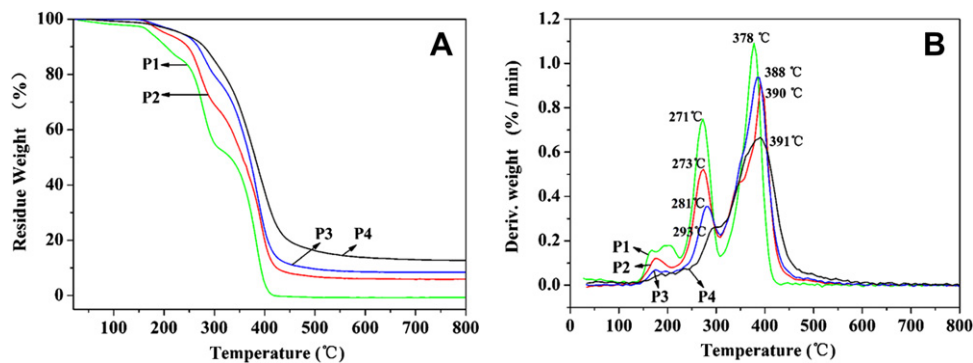 A
100
80
60
40
20
0
Residue Weight (%)
P1
P2
P3
P4
100 200 300 400 500 600 700 800
Temperature (℃)
B
1.2
1.0
0.8
0.6
0.4
0.2
0.0
Deriv. weight (% / min)
378 ℃
388 ℃
390 ℃
391℃
271℃
273℃
281℃
293℃
P1
P2
P3
P4
0 100 200 300 400 500 600 700 800
Temperature (℃)